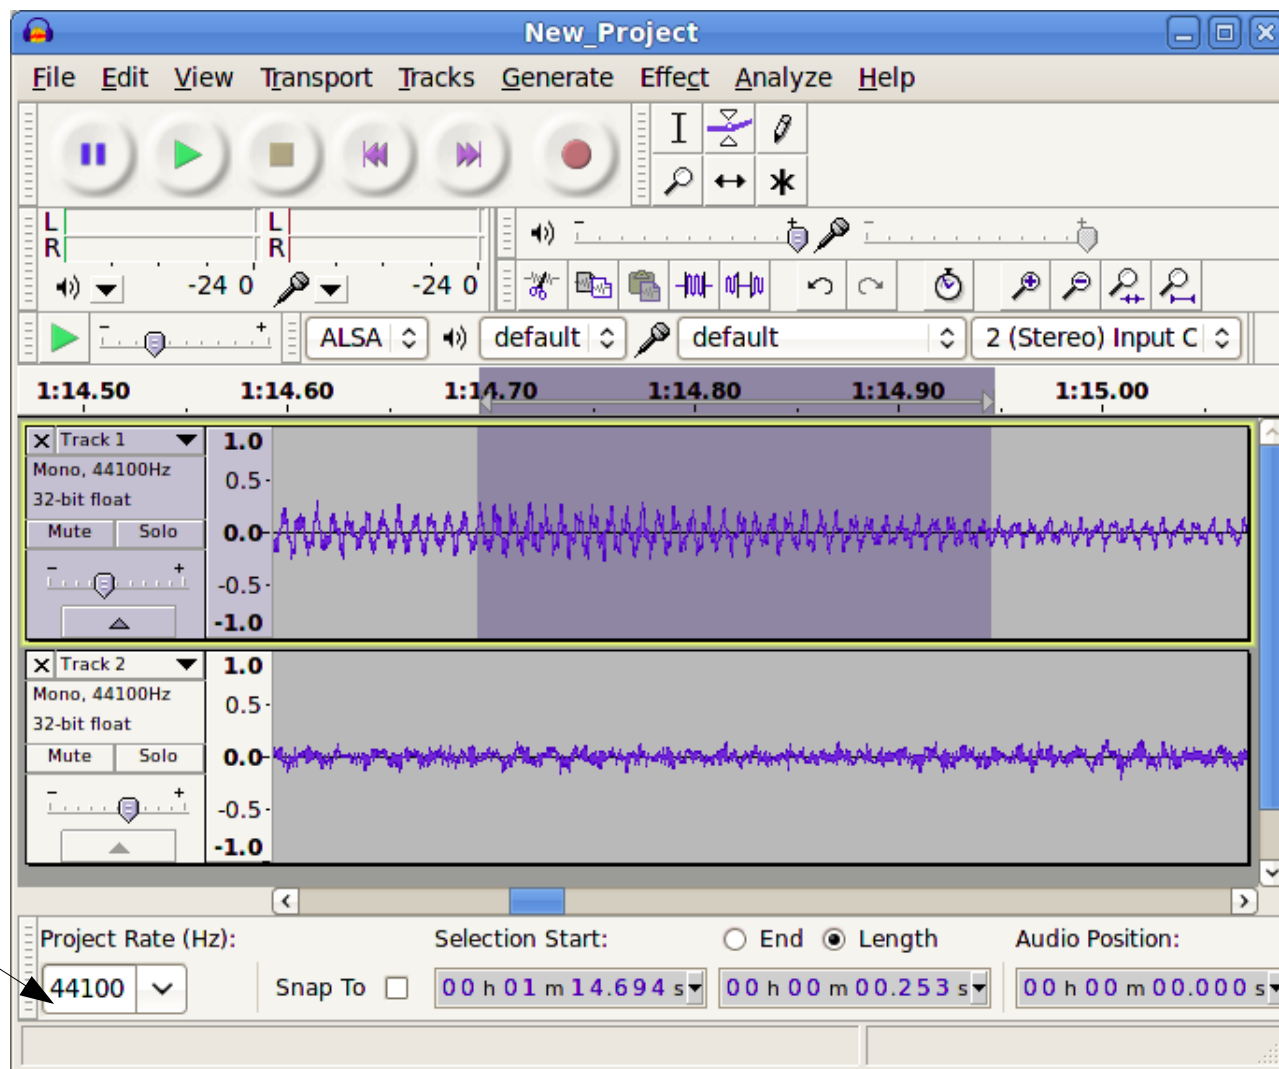 New_Project
File Edit View Transport Tracks Generate Effect Analyze Help
L L
R R
- + - +
-24 0 -24 0
- + ALSA default default 2 (Stereo) Input C
1:14.50 1:14.60 1:14.70 1:14.80 1:14.90 1:15.00
X Track 1 1.0
Mono, 44100Hz 0.5
32-bit float
Mute Solo 0.0
- + -0.5
-1.0
X Track 2 1.0
Mono, 44100Hz 0.5
32-bit float
Mute Solo 0.0
- + -0.5
-1.0
Project Rate (Hz): Selection Start: End Length Audio Position:
44100 Snap To 00 h 01 m 14.694 s 00 h 00 m 00.253 s 00 h 00 m 00.000 s